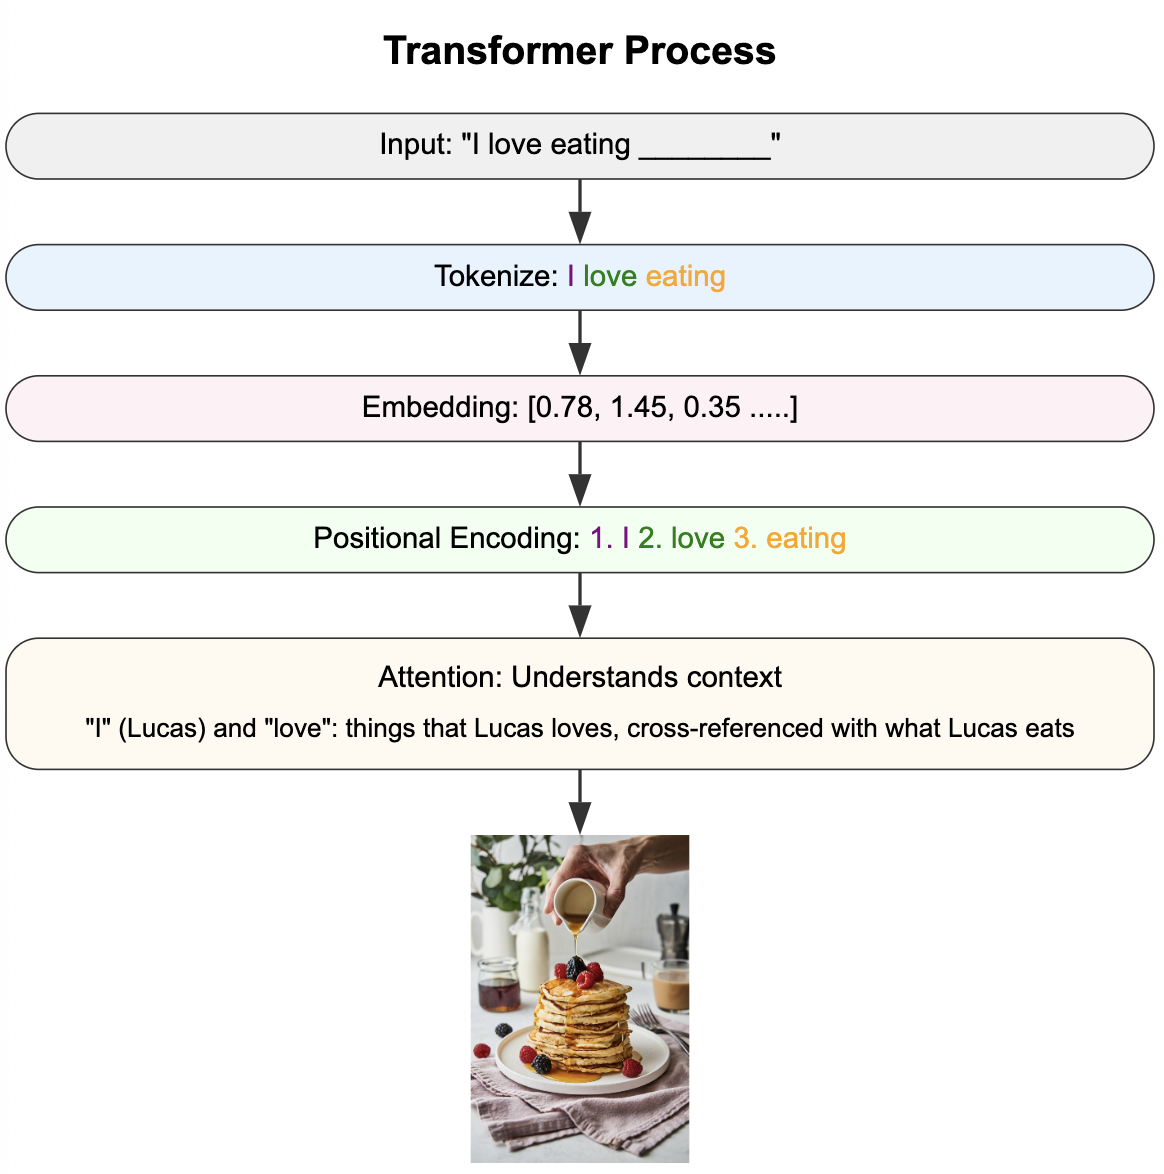 Transformer Process
Input: "I love eating ________"
Tokenize: I love eating
Embedding: [0.78, 1.45, 0.35 .....]
Positional Encoding: 1. I 2. love 3. eating
Attention: Understands context
"I" (Lucas) and "love": things that Lucas loves, cross-referenced with what Lucas eats